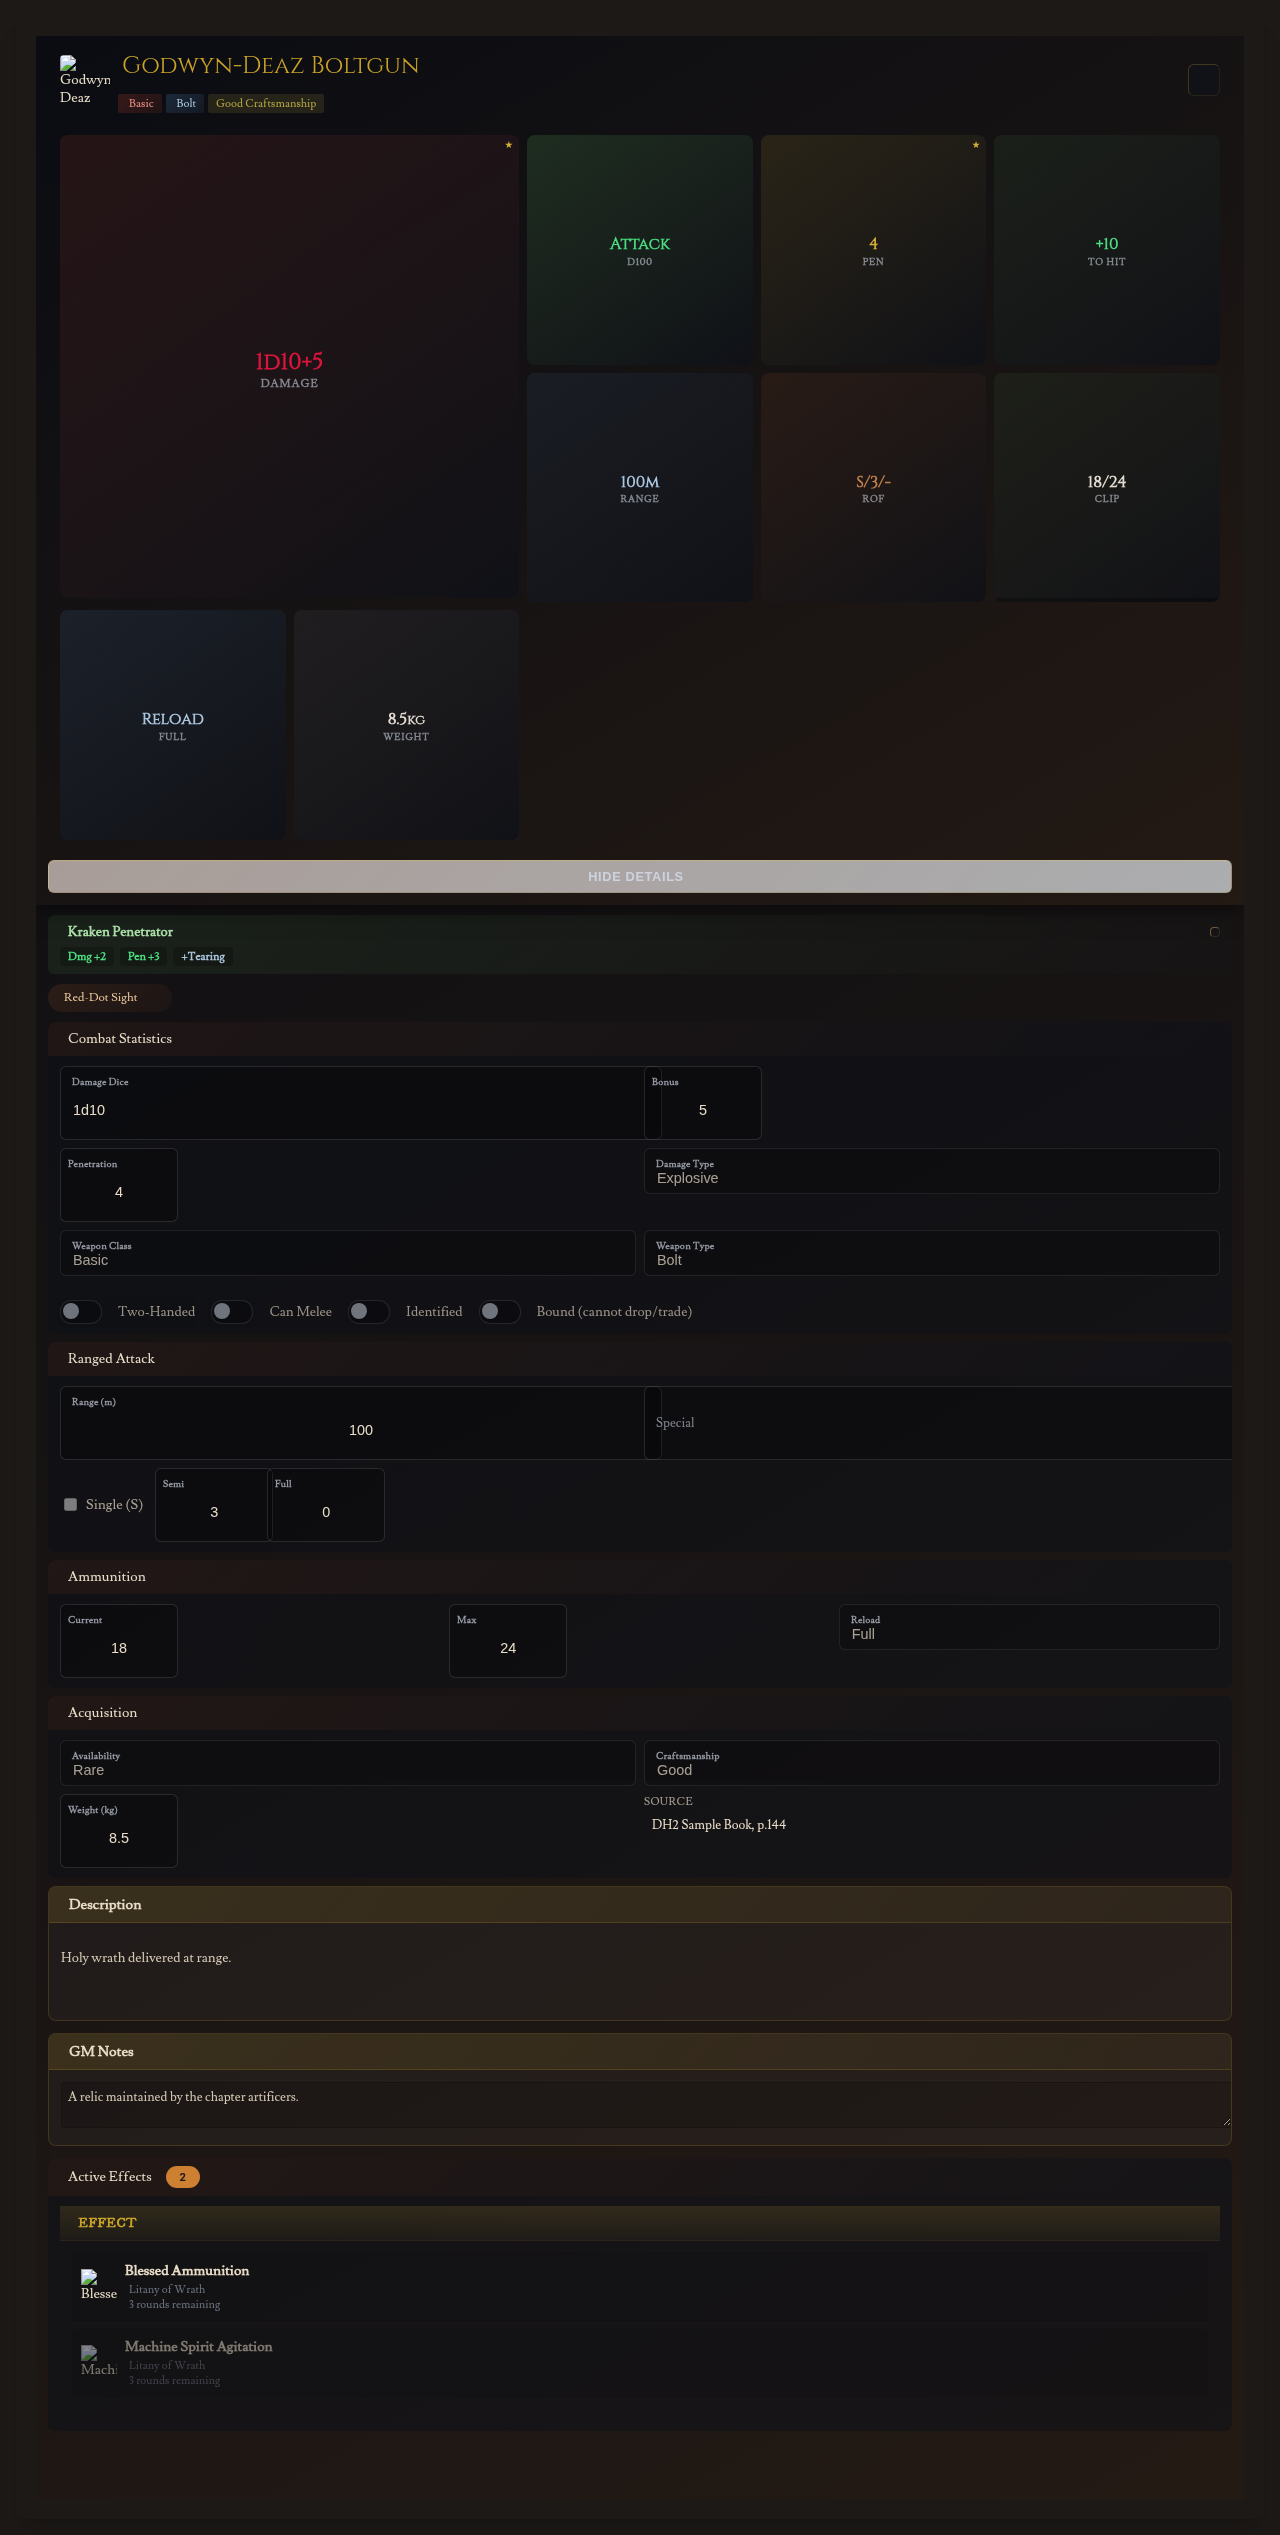 Godwyn Deaz
Godwyn-Deaz Boltgun
Basic Bolt Good Craftsmanship
★ ★
Attack 4 +10
D100 PEN TO HIT
1d10+5
DAMAGE
100m S/3/- 18/24
RANGE ROF CLIP
Reload 8.5kg
FULL WEIGHT
HIDE DETAILS
Kraken Penetrator
Dmg +2 Pen +3 +Tearing
Red-Dot Sight
Combat Statistics
Damage Dice Bonus
1d10 5
Penetration Damage Type
4 Explosive
Weapon Class Weapon Type
Basic Bolt
Two-Handed Can Melee Identified Bound (cannot drop/trade)
Ranged Attack
Range (m)
100 Special
Semi Full
Single (S) 3 0
Ammunition
Current Max Reload
18 24 Full
Acquisition
Availability Craftsmanship
Rare Good
Weight (kg) SOURCE
8.5 DH2 Sample Book, p.144
Description
Holy wrath delivered at range.
GM Notes
A relic maintained by the chapter artificers.
Active Effects 2
EFFECT
Blesse
Blessed Ammunition
Litany of Wrath
3 rounds remaining
Machi
Machine Spirit Agitation
Litany of Wrath
3 rounds remaining